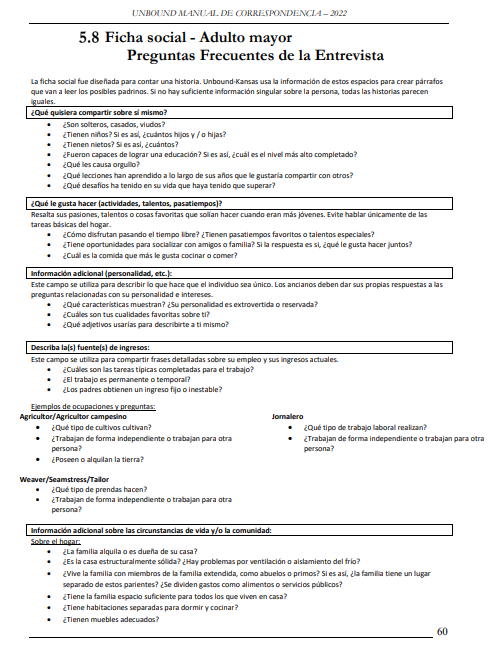 UNBOUND MANUAL DE CORRESPONDENCIA – 2022
5.8 Ficha social - Adulto mayor
Preguntas Frecuentes de la Entrevista
La ficha social fue diseñada para contar una historia. Unbound-Kansas usa la información de estos espacios para crear párrafos
que van a leer los posibles padrinos. Si no hay suficiente información singular sobre la persona, todas las historias parecen
iguales.
¿Qué quisiera compartir sobre sí mismo?
• ¿Son solteros, casados, viudos?
• ¿Tienen niños? Si es así, ¿cuántos hijos y / o hijas?
• ¿Tienen nietos? Si es así, ¿cuántos?
• ¿Fueron capaces de lograr una educación? Si es así, ¿cuál es el nivel más alto completado?
• ¿Qué les causa orgullo?
• ¿Qué lecciones han aprendido a lo largo de sus años que le gustaría compartir con otros?
• ¿Qué desafíos ha tenido en su vida que haya tenido que superar?
¿Qué le gusta hacer (actividades, talentos, pasatiempos)?
Resalta sus pasiones, talentos o cosas favoritas que solían hacer cuando eran más jóvenes. Evite hablar únicamente de las
tareas básicas del hogar.
• ¿Cómo disfrutan pasando el tiempo libre? ¿Tienen pasatiempos favoritos o talentos especiales?
• ¿Tiene oportunidades para socializar con amigos o familia? Si la respuesta es si, ¿qué le gusta hacer juntos?
• ¿Cuál es la comida que más le gusta cocinar o comer?
Información adicional (personalidad, etc.):
Este campo se utiliza para describir lo que hace que el individuo sea único. Los ancianos deben dar sus propias respuestas a las
preguntas relacionadas con su personalidad e intereses.
• ¿Qué características muestran? ¿Su personalidad es extrovertida o reservada?
• ¿Cuáles son tus cualidades favoritas sobre ti?
• ¿Qué adjetivos usarías para describirte a ti mismo?
Describa la(s) fuente(s) de ingresos:
Este campo se utiliza para compartir frases detalladas sobre su empleo y sus ingresos actuales.
• ¿Cuáles son las tareas típicas completadas para el trabajo?
• ¿El trabajo es permanente o temporal?
• ¿Los padres obtienen un ingreso fijo o inestable?
Ejemplos de ocupaciones y preguntas:
Agricultor/Agricultor campesino
• ¿Qué tipo de cultivos cultivan?
• ¿Trabajan de forma independiente o trabajan para otra
persona?
• ¿Poseen o alquilan la tierra?
Jornalero
• ¿Qué tipo de trabajo laboral realizan?
• ¿Trabajan de forma independiente o trabajan para otra
persona?
Weaver/Seamstress/Tailor
• ¿Qué tipo de prendas hacen?
• ¿Trabajan de forma independiente o trabajan para otra
persona?
Información adicional sobre las circunstancias de vida y/o la comunidad:
Sobre el hogar:
• ¿La familia alquila o es dueña de su casa?
• ¿Es la casa estructuralmente sólida? ¿Hay problemas por ventilación o aislamiento del frío?
• ¿Vive la familia con miembros de la familia extendida, como abuelos o primos? Si es así, ¿la familia tiene un lugar
separado de estos parientes? ¿Se dividen gastos como alimentos o servicios públicos?
• ¿Tiene la familia espacio suficiente para todos los que viven en casa?
• ¿Tiene habitaciones separadas para dormir y cocinar?
• ¿Tienen muebles adecuados?
60